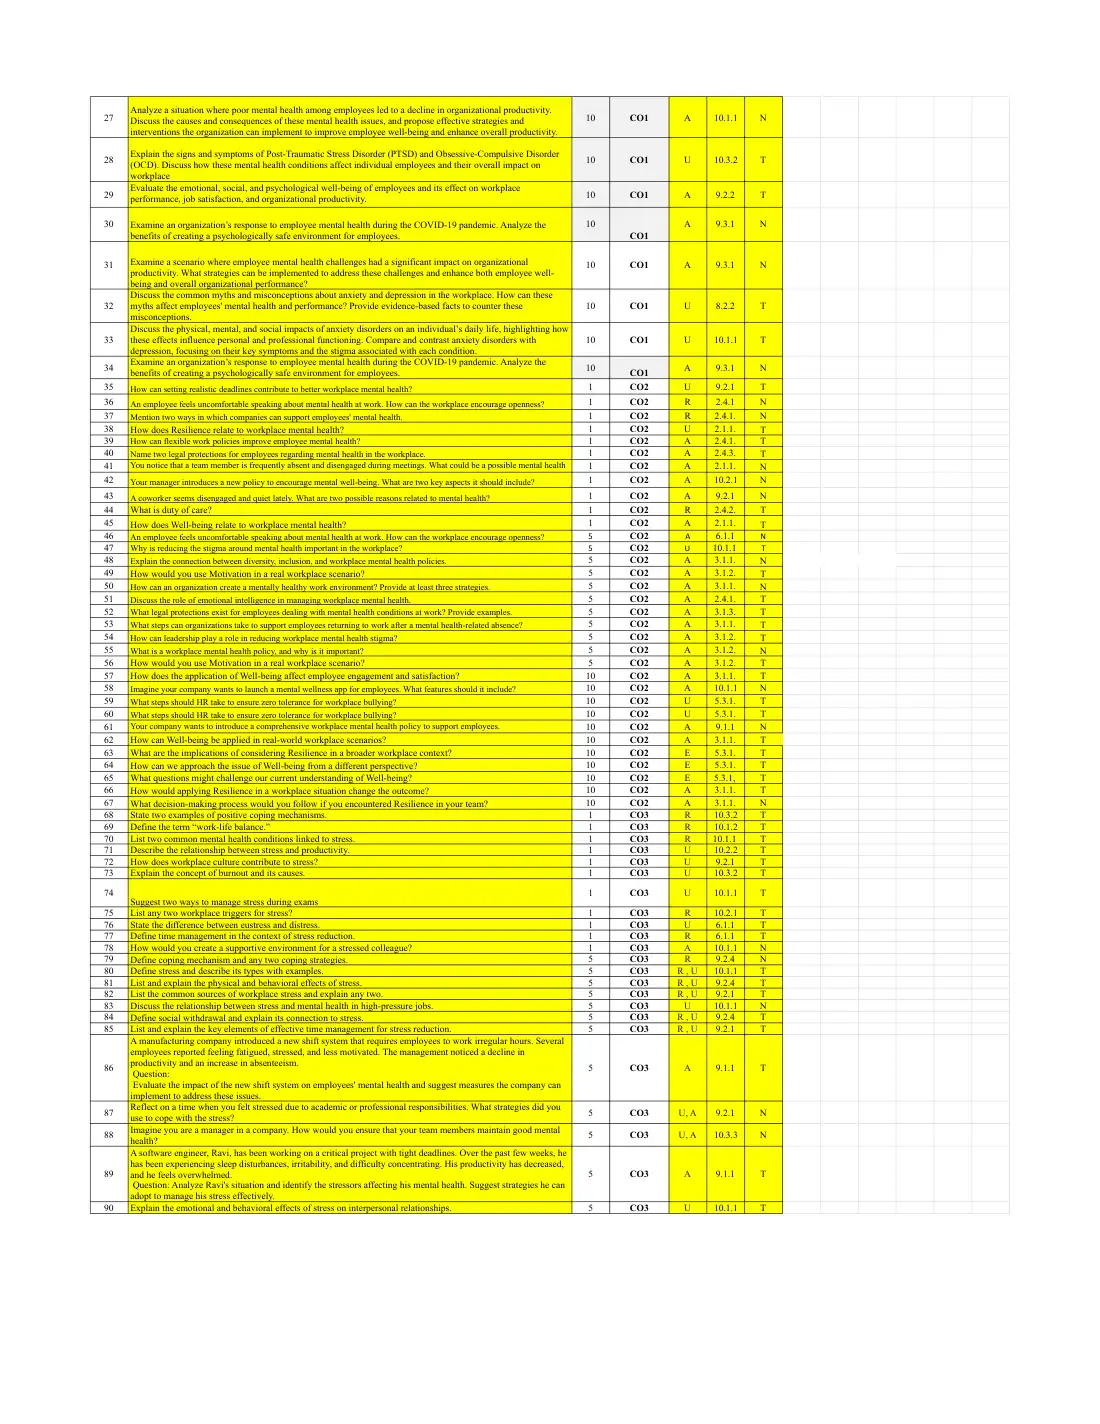 27 Analyze a situation where poor mental health among employees led to a decline in organizational productivity. 10 CO1 A 10.1.1 N
Discuss the causes and consequences of these mental health issues, and propose effective strategies and
interventions the organization can implement to improve employee well-being and enhance overall productivity.
28 Explain the signs and symptoms of Post-Traumatic Stress Disorder (PTSD) and Obsessive-Compulsive Disorder 10 CO1 U 10.3.2 T
(OCD). Discuss how these mental health conditions affect individual employees and their overall impact on
workplace
29 Evaluate the emotional, social, and psychological well-being of employees and its effect on workplace 10 CO1 A 9.2.2 T
performance, job satisfaction, and organizational productivity.
30 Examine an organization's response to employee mental health during the COVID-19 pandemic. Analyze the 10 CO1 A 9.3.1 N
benefits of creating a psychologically safe environment for employees.
31 Examine a scenario where employee mental health challenges had a significant impact on organizational 10 CO1 A 9.3.1 N
productivity. What strategies can be implemented to address these challenges and enhance both employee well-
being and overall organizational performance?
32 Discuss the common myths and misconceptions about anxiety and depression in the workplace. How can these 10 CO1 U 8.2.2 T
myths affect employees' mental health and performance? Provide evidence-based facts to counter these
misconceptions.
33 Discuss the physical, mental, and social impacts of anxiety disorders on an individual's daily life, highlighting how 10 CO1 U 10.1.1 T
these effects influence personal and professional functioning. Compare and contrast anxiety disorders with
depression, focusing on their key symptoms and the stigma associated with each condition.
34 Examine an organization's response to employee mental health during the COVID-19 pandemic. Analyze the 10 CO1 A 9.3.1 N
benefits of creating a psychologically safe environment for employees.
35 How can setting realistic deadlines contribute to better workplace mental health? 1 CO2 U 9.2.1 T
36 An employee feels uncomfortable speaking about mental health at work. How can the workplace encourage openness? 1 CO2 R 2.4.1 N
37 Mention two ways in which companies can support employees' mental health. 1 CO2 R 2.4.1. N
38 How does Resilience relate to workplace mental health? 1 CO2 U 2.1.1. T
39 How can flexible work policies improve employee mental health? 1 CO2 A 2.4.1. T
40 Name two legal protections for employees regarding mental health in the workplace. 1 CO2 A 2.4.3. T
41 You notice that a team member is frequently absent and disengaged during meetings. What could be a possible mental health 1 CO2 A 2.1.1. N
42 Your manager introduces a new policy to encourage mental well-being. What are two key aspects it should include? 1 CO2 A 10.2.1 N
43 A coworker seems disengaged and quiet lately. What are two possible reasons related to mental health? 1 CO2 A 9.2.1 N
44 What is duty of care? 1 CO2 R 2.4.2. T
45 How does Well-being relate to workplace mental health? 1 CO2 A 2.1.1. T
46 An employee feels uncomfortable speaking about mental health at work. How can the workplace encourage openness? 5 CO2 A 6.1.1 N
47 Why is reducing the stigma around mental health important in the workplace? 5 CO2 U 10.1.1 T
48 Explain the connection between diversity, inclusion, and workplace mental health policies. 5 CO2 A 3.1.1. N
49 How would you use Motivation in a real workplace scenario? 5 CO2 A 3.1.2. T
50 How can an organization create a mentally healthy work environment? Provide at least three strategies. 5 CO2 A 3.1.1. N
51 Discuss the role of emotional intelligence in managing workplace mental health. 5 CO2 A 2.4.1. T
52 What legal protections exist for employees dealing with mental health conditions at work? Provide examples. 5 CO2 A 3.1.3. T
53 What steps can organizations take to support employees returning to work after a mental health-related absence? 5 CO2 A 3.1.1. T
54 How can leadership play a role in reducing workplace mental health stigma? 5 CO2 A 3.1.2. T
55 What is a workplace mental health policy, and why is it important? 5 CO2 A 3.1.2. N
56 How would you use Motivation in a real workplace scenario? 5 CO2 A 3.1.2. T
57 How does the application of Well-being affect employee engagement and satisfaction? 10 CO2 A 3.1.1. T
58 Imagine your company wants to launch a mental wellness app for employees. What features should it include? 10 CO2 A 10.1.1 N
59 What steps should HR take to ensure zero tolerance for workplace bullying? 10 CO2 U 5.3.1. T
60 What steps should HR take to ensure zero tolerance for workplace bullying? 10 CO2 U 5.3.1. T
61 Your company wants to introduce a comprehensive workplace mental health policy to support employees. 10 CO2 A 9.1.1 N
62 How can Well-being be applied in real-world workplace scenarios? 10 CO2 A 3.1.1. T
63 What are the implications of considering Resilience in a broader workplace context? 10 CO2 E 5.3.1. T
64 How can we approach the issue of Well-being from a different perspective? 10 CO2 E 5.3.1. T
65 What questions might challenge our current understanding of Well-being? 10 CO2 E 5.3.1, T
66 How would applying Resilience in a workplace situation change the outcome? 10 CO2 A 3.1.1. T
67 What decision-making process would you follow if you encountered Resilience in your team? 10 CO2 A 3.1.1. N
68 State two examples of positive coping mechanisms. 1 CO3 R 10.3.2 T
69 Define the term “work-life balance.” 1 CO3 R 10.1.2 T
70 List two common mental health conditions linked to stress. 1 CO3 R 10.1.1 T
71 Describe the relationship between stress and productivity. 1 CO3 U 10.2.2 T
72 How does workplace culture contribute to stress? 1 CO3 U 9.2.1 T
73 Explain the concept of burnout and its causes. 1 CO3 U 10.3.2 T
74 Suggest two ways to manage stress during exams 1 CO3 U 10.1.1 T
75 List any two workplace triggers for stress? 1 CO3 R 10.2.1 T
76 State the difference between eustress and distress. 1 CO3 U 6.1.1 T
77 Define time management in the context of stress reduction. 1 CO3 R 6.1.1 T
78 How would you create a supportive environment for a stressed colleague? 1 CO3 A 10.1.1 N
79 Define coping mechanism and any two coping strategies. 5 CO3 R 9.2.4 N
80 Define stress and describe its types with examples. 5 CO3 R , U 10.1.1 T
81 List and explain the physical and behavioral effects of stress. 5 CO3 R , U 9.2.4 T
82 List the common sources of workplace stress and explain any two. 5 CO3 R , U 9.2.1 T
83 Discuss the relationship between stress and mental health in high-pressure jobs. 5 CO3 U 10.1.1 N
84 Define social withdrawal and explain its connection to stress. 5 CO3 R , U 9.2.4 T
85 List and explain the key elements of effective time management for stress reduction. 5 CO3 R , U 9.2.1 T
86 A manufacturing company introduced a new shift system that requires employees to work irregular hours. Several 5 CO3 A 9.1.1 T
employees reported feeling fatigued, stressed, and less motivated. The management noticed a decline in
productivity and an increase in absenteeism.
Question:
Evaluate the impact of the new shift system on employees' mental health and suggest measures the company can
implement to address these issues.
87 Reflect on a time when you felt stressed due to academic or professional responsibilities. What strategies did you 5 CO3 U, A 9.2.1 N
use to cope with the stress?
88 Imagine you are a manager in a company. How would you ensure that your team members maintain good mental 5 CO3 U, A 10.3.3 N
health?
89 A software engineer, Ravi, has been working on a critical project with tight deadlines. Over the past few weeks, he 5 CO3 A 9.1.1 T
has been experiencing sleep disturbances, irritability, and difficulty concentrating. His productivity has decreased,
and he feels overwhelmed.
Question: Analyze Ravi's situation and identify the stressors affecting his mental health. Suggest strategies he can
adopt to manage his stress effectively.
90 Explain the emotional and behavioral effects of stress on interpersonal relationships. 5 CO3 U 10.1.1 T